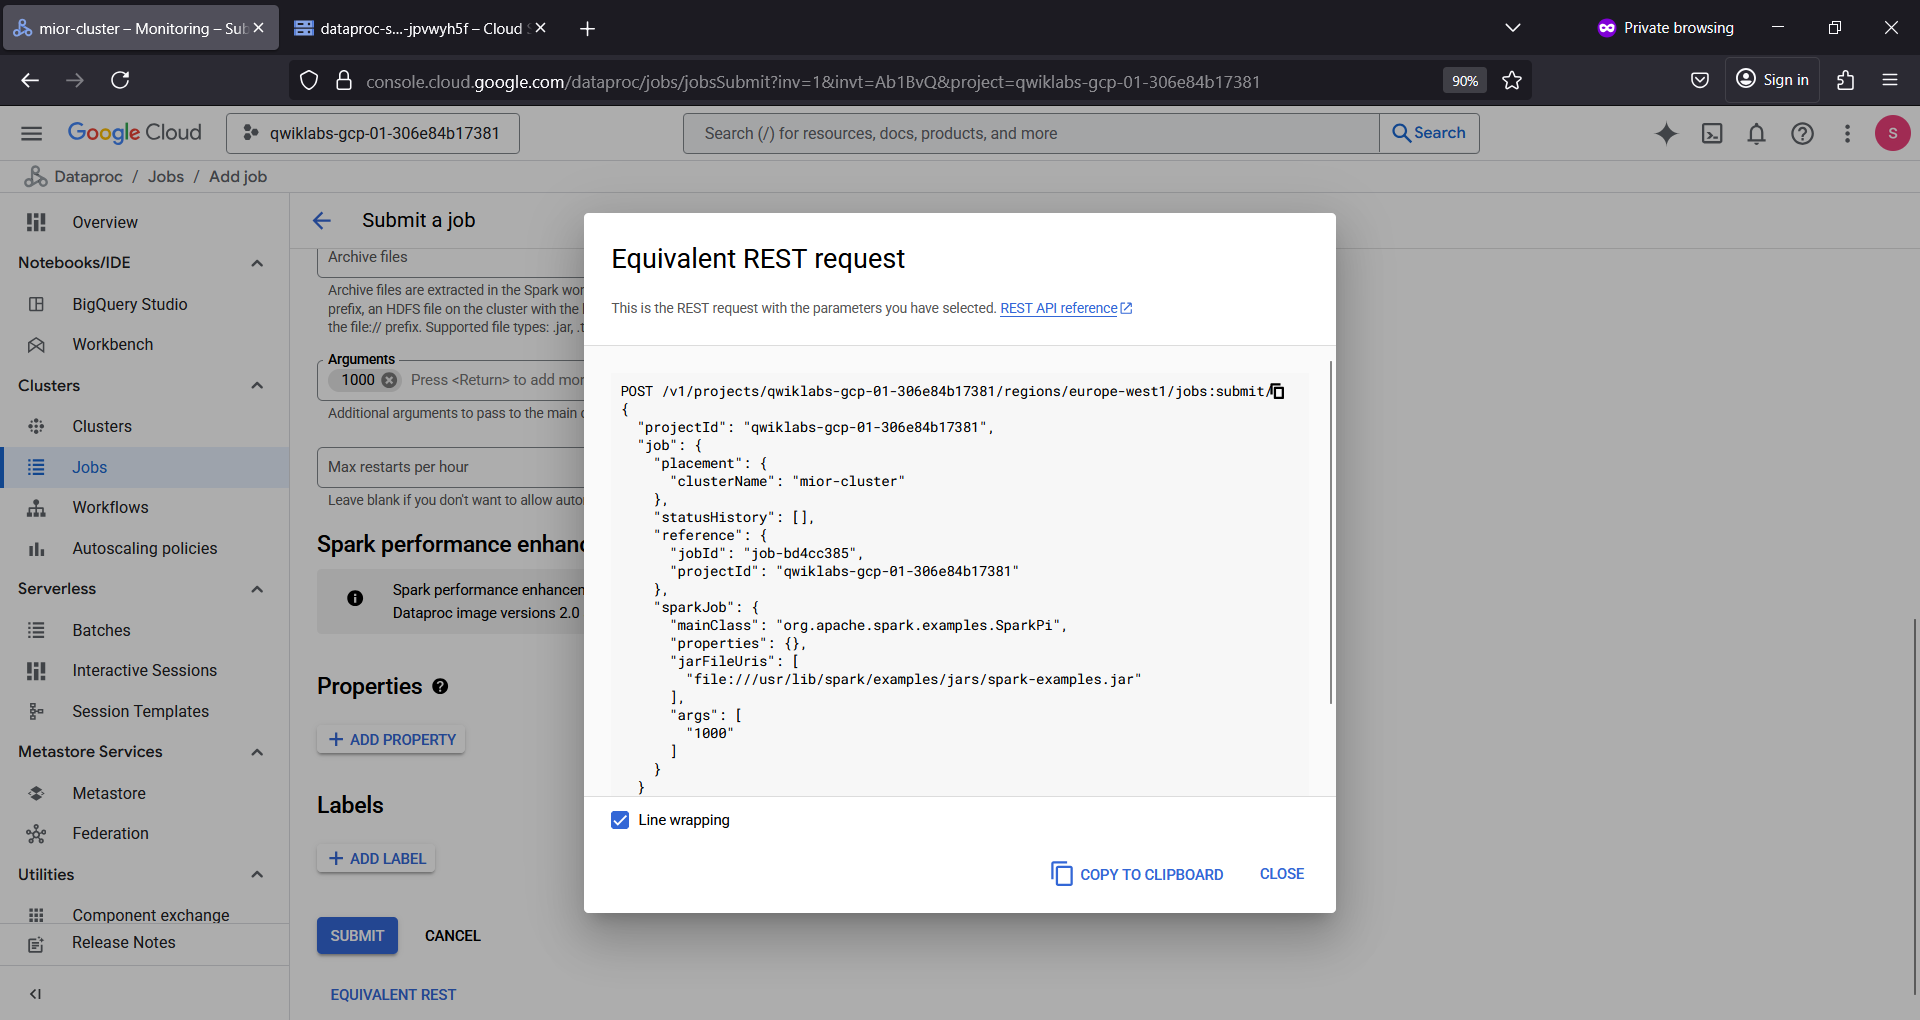 mior-cluster – Monitoring – Sub
dataproc-s...-jpvwyh5f – Cloud S
Private browsing
console.cloud.google.com/dataproc/jobs/jobsSubmit?inv=1&invt=Ab1BvQ&project=qwiklabs-gcp-01-306e84b17381
90%
Sign in
Google Cloud
qwiklabs-gcp-01-306e84b17381
Search (/) for resources, docs, products, and more
Search
S
Dataproc / Jobs / Add job
Overview
Notebooks/IDE
BigQuery Studio
Workbench
Clusters
Clusters
Jobs
Workflows
Autoscaling policies
Serverless
Batches
Interactive Sessions
Session Templates
Metastore Services
Metastore
Federation
Utilities
Component exchange
Release Notes
Submit a job
Archive files
Archive files are extracted in the Spark wor
prefix, an HDFS file on the cluster with the
the file:// prefix. Supported file types: .jar, .t
Arguments
1000
Press <Return> to add mor
Additional arguments to pass to the main
Max restarts per hour
Leave blank if you don't want to allow auto
Spark performance enhanc
Spark performance enhancen
Dataproc image versions 2.0
Properties
ADD PROPERTY
Labels
ADD LABEL
SUBMIT
CANCEL
EQUIVALENT REST
Equivalent REST request
This is the REST request with the parameters you have selected. REST API reference
POST /v1/projects/qwiklabs-gcp-01-306e84b17381/regions/europe-west1/jobs:submit/
{
"projectId": "qwiklabs-gcp-01-306e84b17381",
"job": {
"placement": {
"clusterName": "mior-cluster"
},
"statusHistory": [],
"reference": {
"jobId": "job-bd4cc385",
"projectId": "qwiklabs-gcp-01-306e84b17381"
},
"sparkJob": {
"mainClass": "org.apache.spark.examples.SparkPi",
"properties": {},
"jarFileUris": [
"file:///usr/lib/spark/examples/jars/spark-examples.jar"
],
"args": [
"1000"
]
}
}
Line wrapping
COPY TO CLIPBOARD
CLOSE